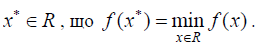 x* ∈ R , що f(x*) = min f(x) .
x∈R